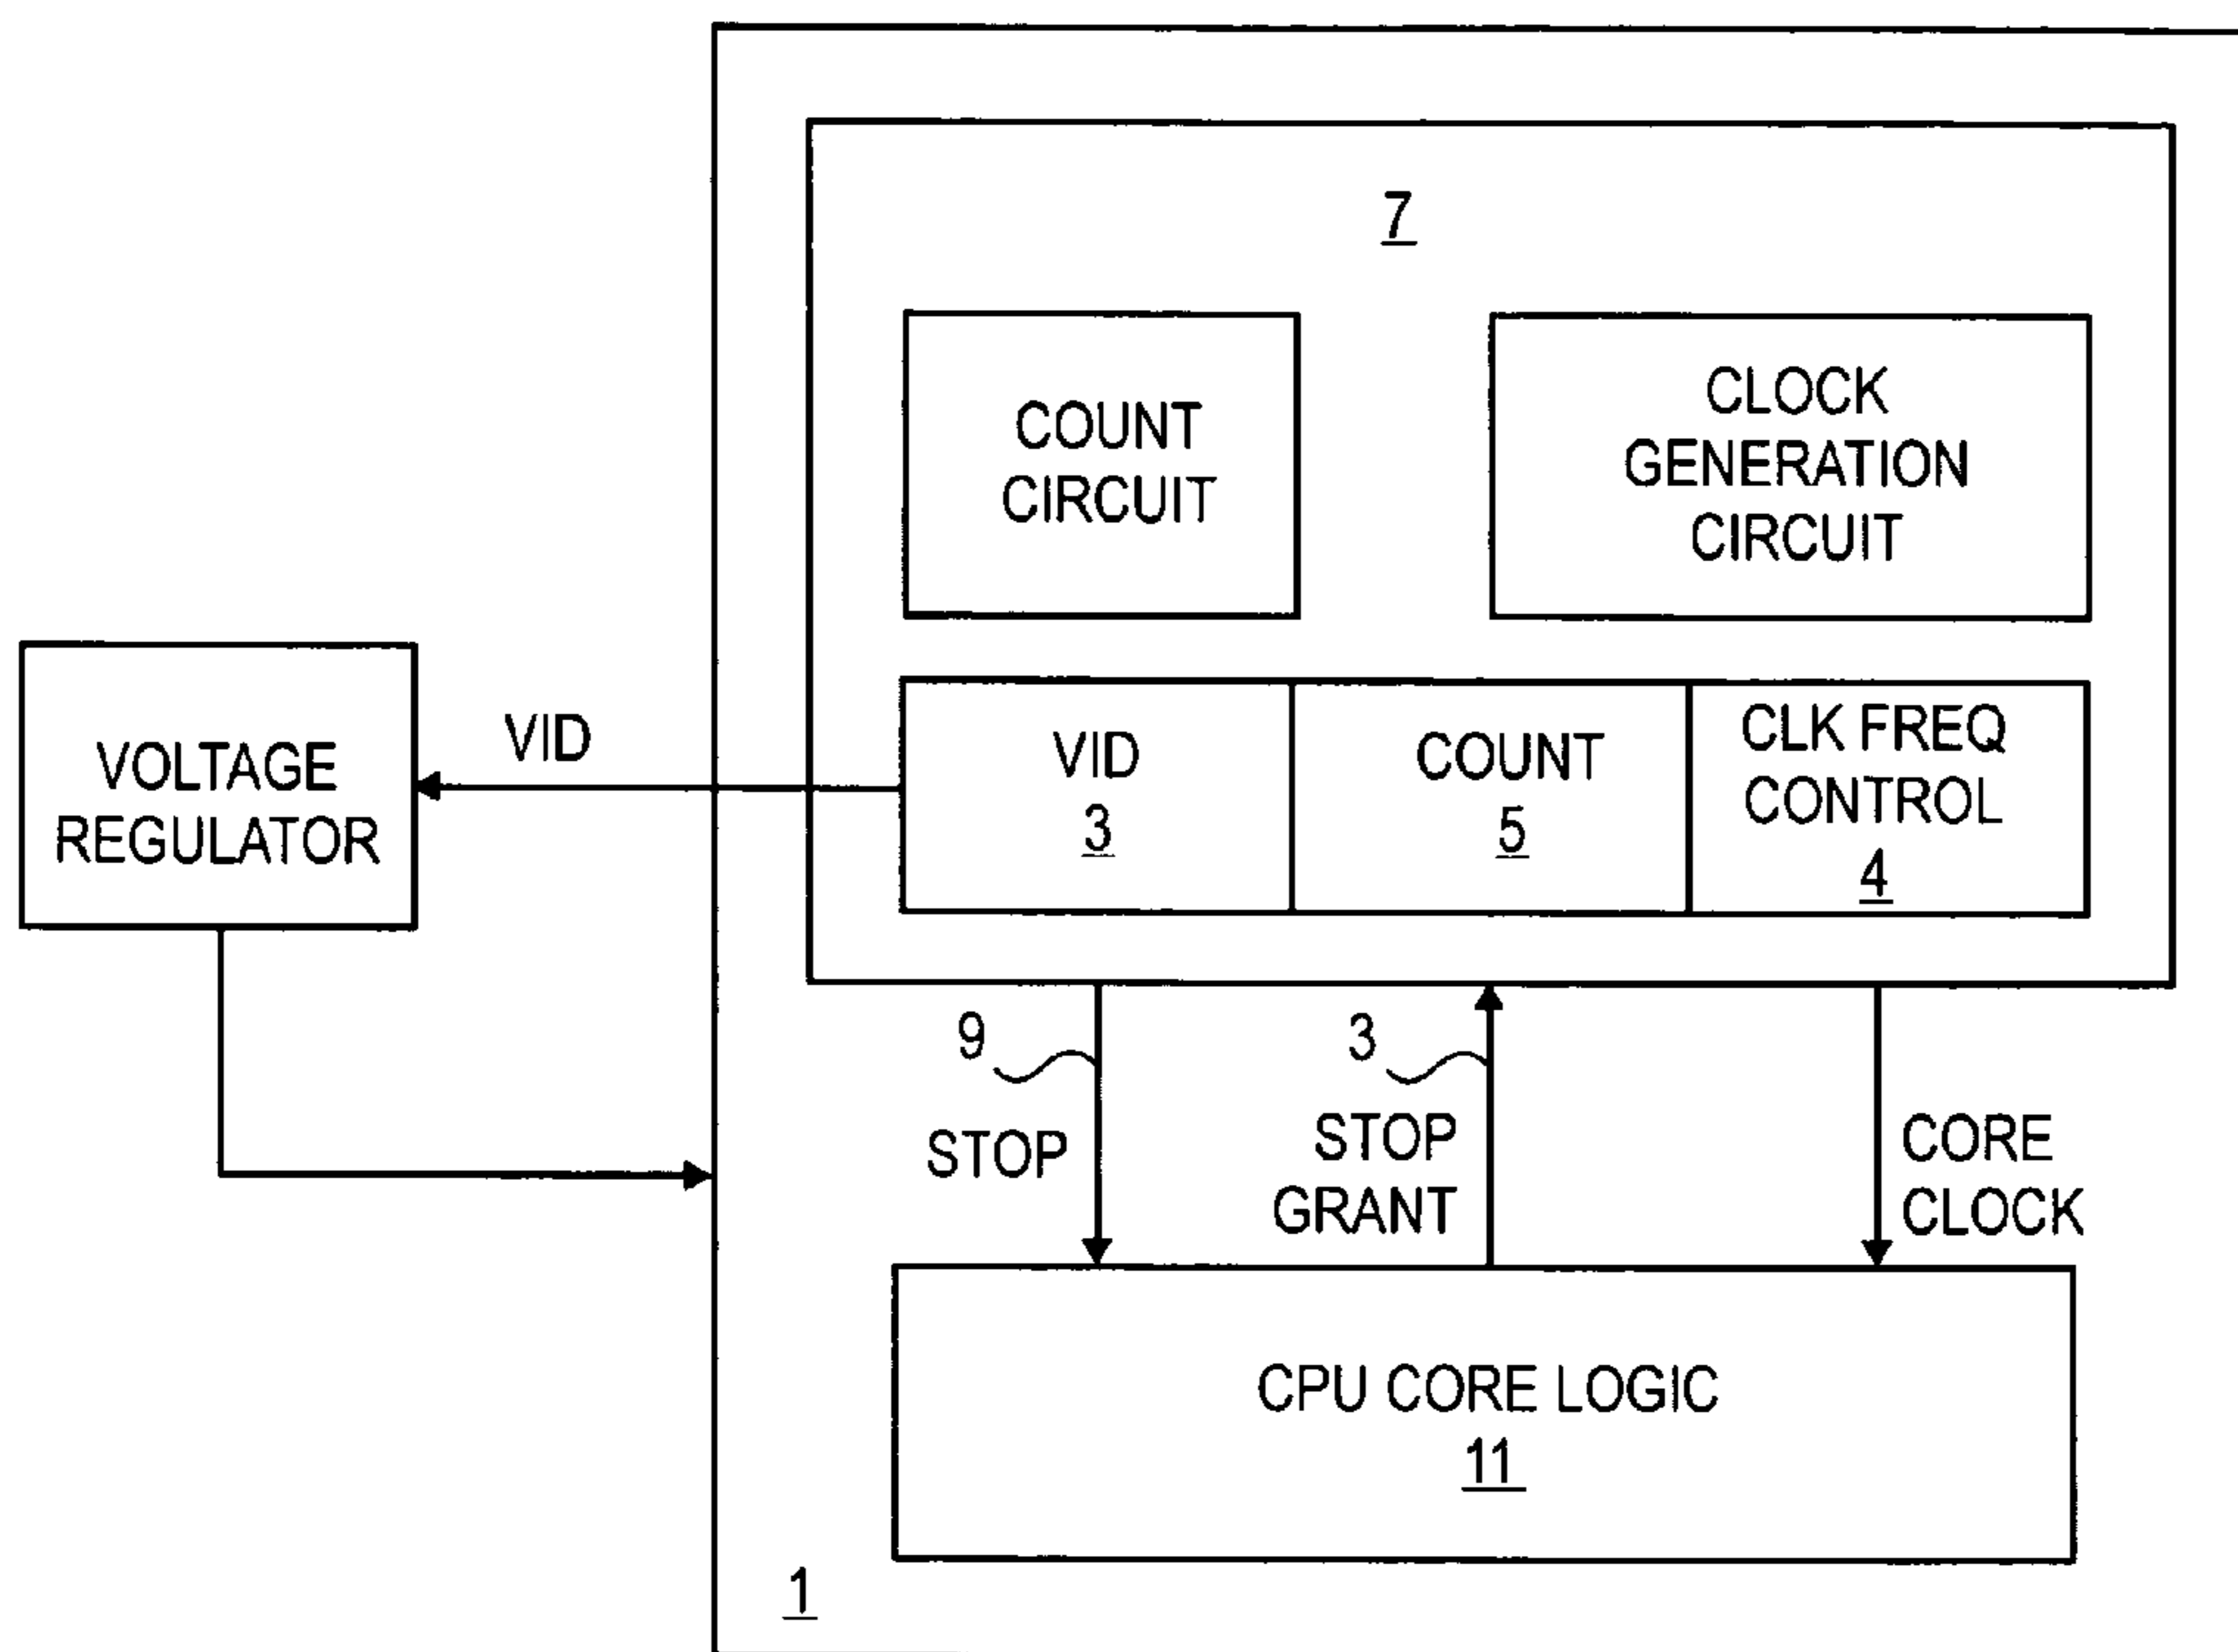 7
COUNT
CIRCUIT
CLOCK
GENERATION
CIRCUIT
VOLTAGE
REGULATOR
VID
VID
3
COUNT
5
CLK FREQ
CONTROL
4
9
STOP
3
STOP
GRANT
CORE
CLOCK
CPU CORE LOGIC
11
1